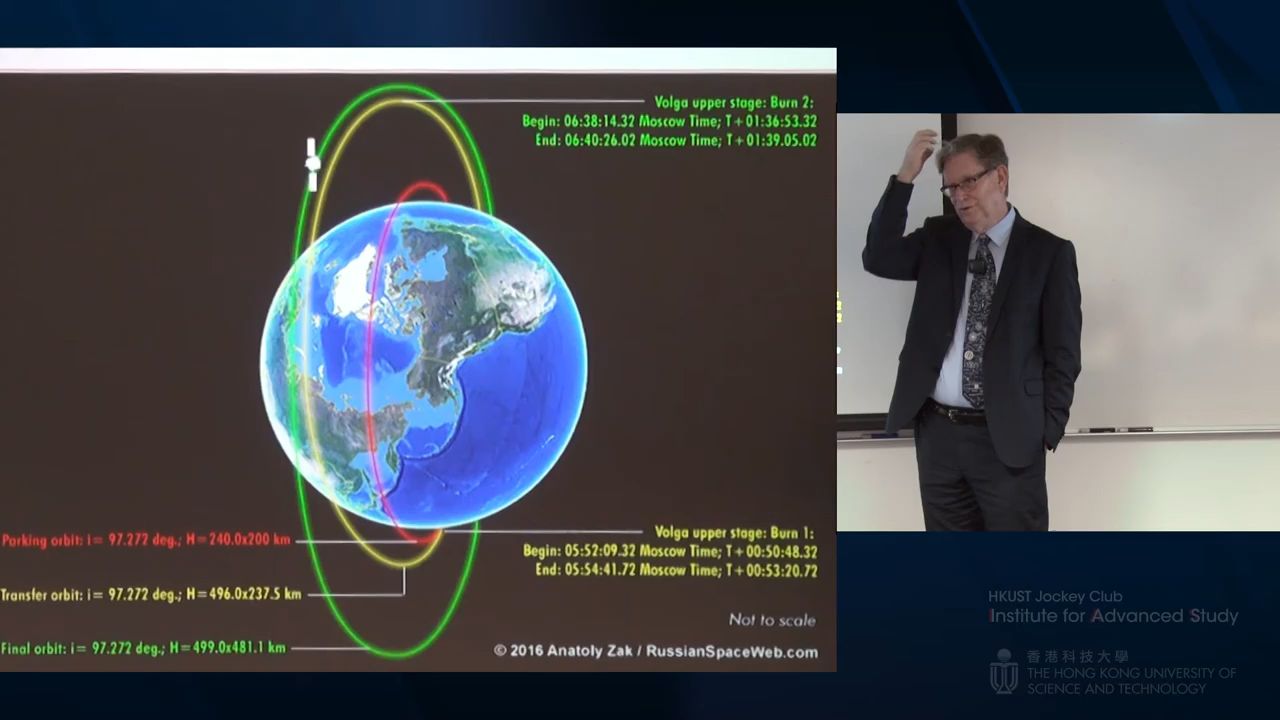 Volga upper stage: Burn 2:
Begin: 06:38:14.32 Moscow Time; T+01:36:53.32
End: 06:40:26.02 Moscow Time; T+01:39.05.02
Parking orbit: i= 97.272 deg.; H=240.0x200 km
Volga upper stage: Burn 1:
Begin: 05:52:09.32 Moscow Time; T+00:50:48.32
End: 05:54:41.72 Moscow Time; T+00:53:20.72
Transfer orbit: i= 97.272 deg.; H=496.0x237.5 km
Not to scale
Final orbit: i= 97.272 deg.; H=499.0x481.1 km
© 2016 Anatoly Zak / RussianSpaceWeb.com
HKUST Jockey Club
Institute for Advanced Study
香港科技大學
THE HONG KONG UNIVERSITY OF
SCIENCE AND TECHNOLOGY